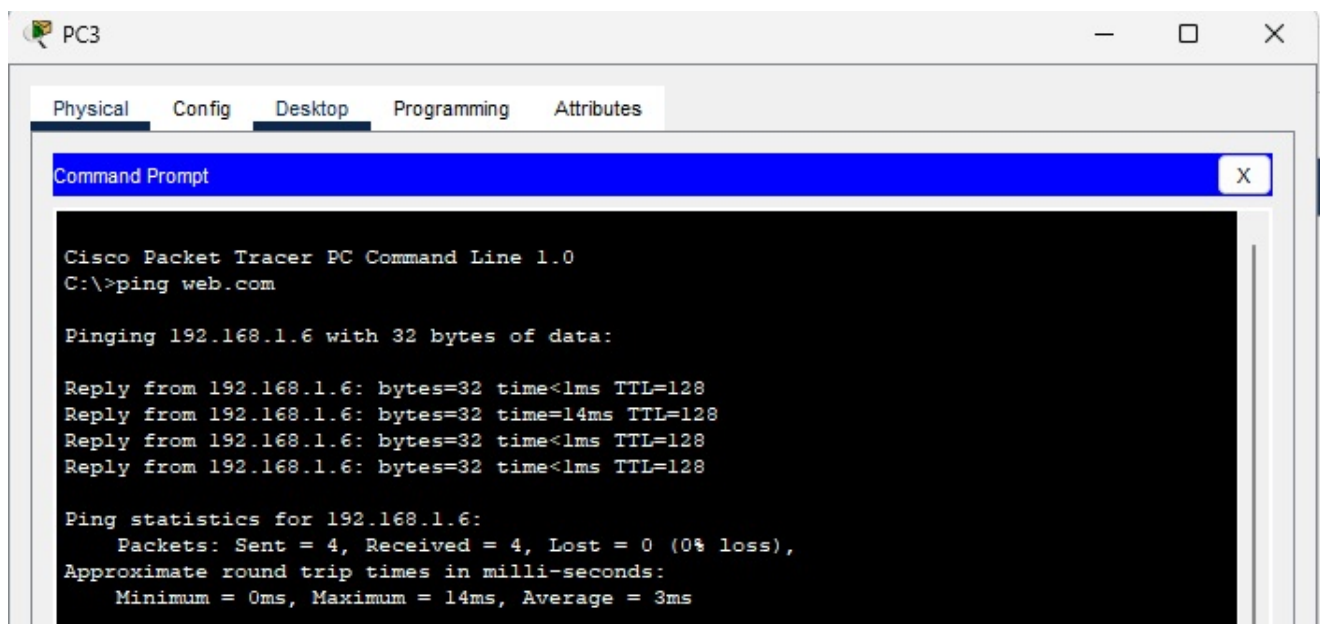 PC3
Physical Config Desktop Programming Attributes
Command Prompt
X
Cisco Packet Tracer PC Command Line 1.0
C:\>ping web.com
Pinging 192.168.1.6 with 32 bytes of data:
Reply from 192.168.1.6: bytes=32 time<1ms TTL=128
Reply from 192.168.1.6: bytes=32 time=14ms TTL=128
Reply from 192.168.1.6: bytes=32 time<1ms TTL=128
Reply from 192.168.1.6: bytes=32 time<1ms TTL=128
Ping statistics for 192.168.1.6:
Packets: Sent = 4, Received = 4, Lost = 0 (0% loss),
Approximate round trip times in milli-seconds:
Minimum = 0ms, Maximum = 14ms, Average = 3ms